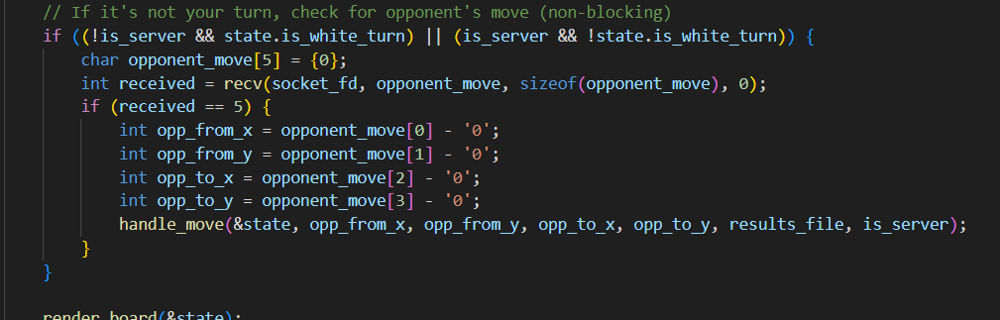 // If it's not your turn, check for opponent's move (non-blocking)
if ((!is_server && state.is_white_turn) || (is_server && !state.is_white_turn)) {
char opponent_move[5] = {0};
int received = recv(socket_fd, opponent_move, sizeof(opponent_move), 0);
if (received == 5) {
int opp_from_x = opponent_move[0] - '0';
int opp_from_y = opponent_move[1] - '0';
int opp_to_x = opponent_move[2] - '0';
int opp_to_y = opponent_move[3] - '0';
handle_move(&state, opp_from_x, opp_from_y, opp_to_x, opp_to_y, results_file, is_server);
}
}
render_board(&state);